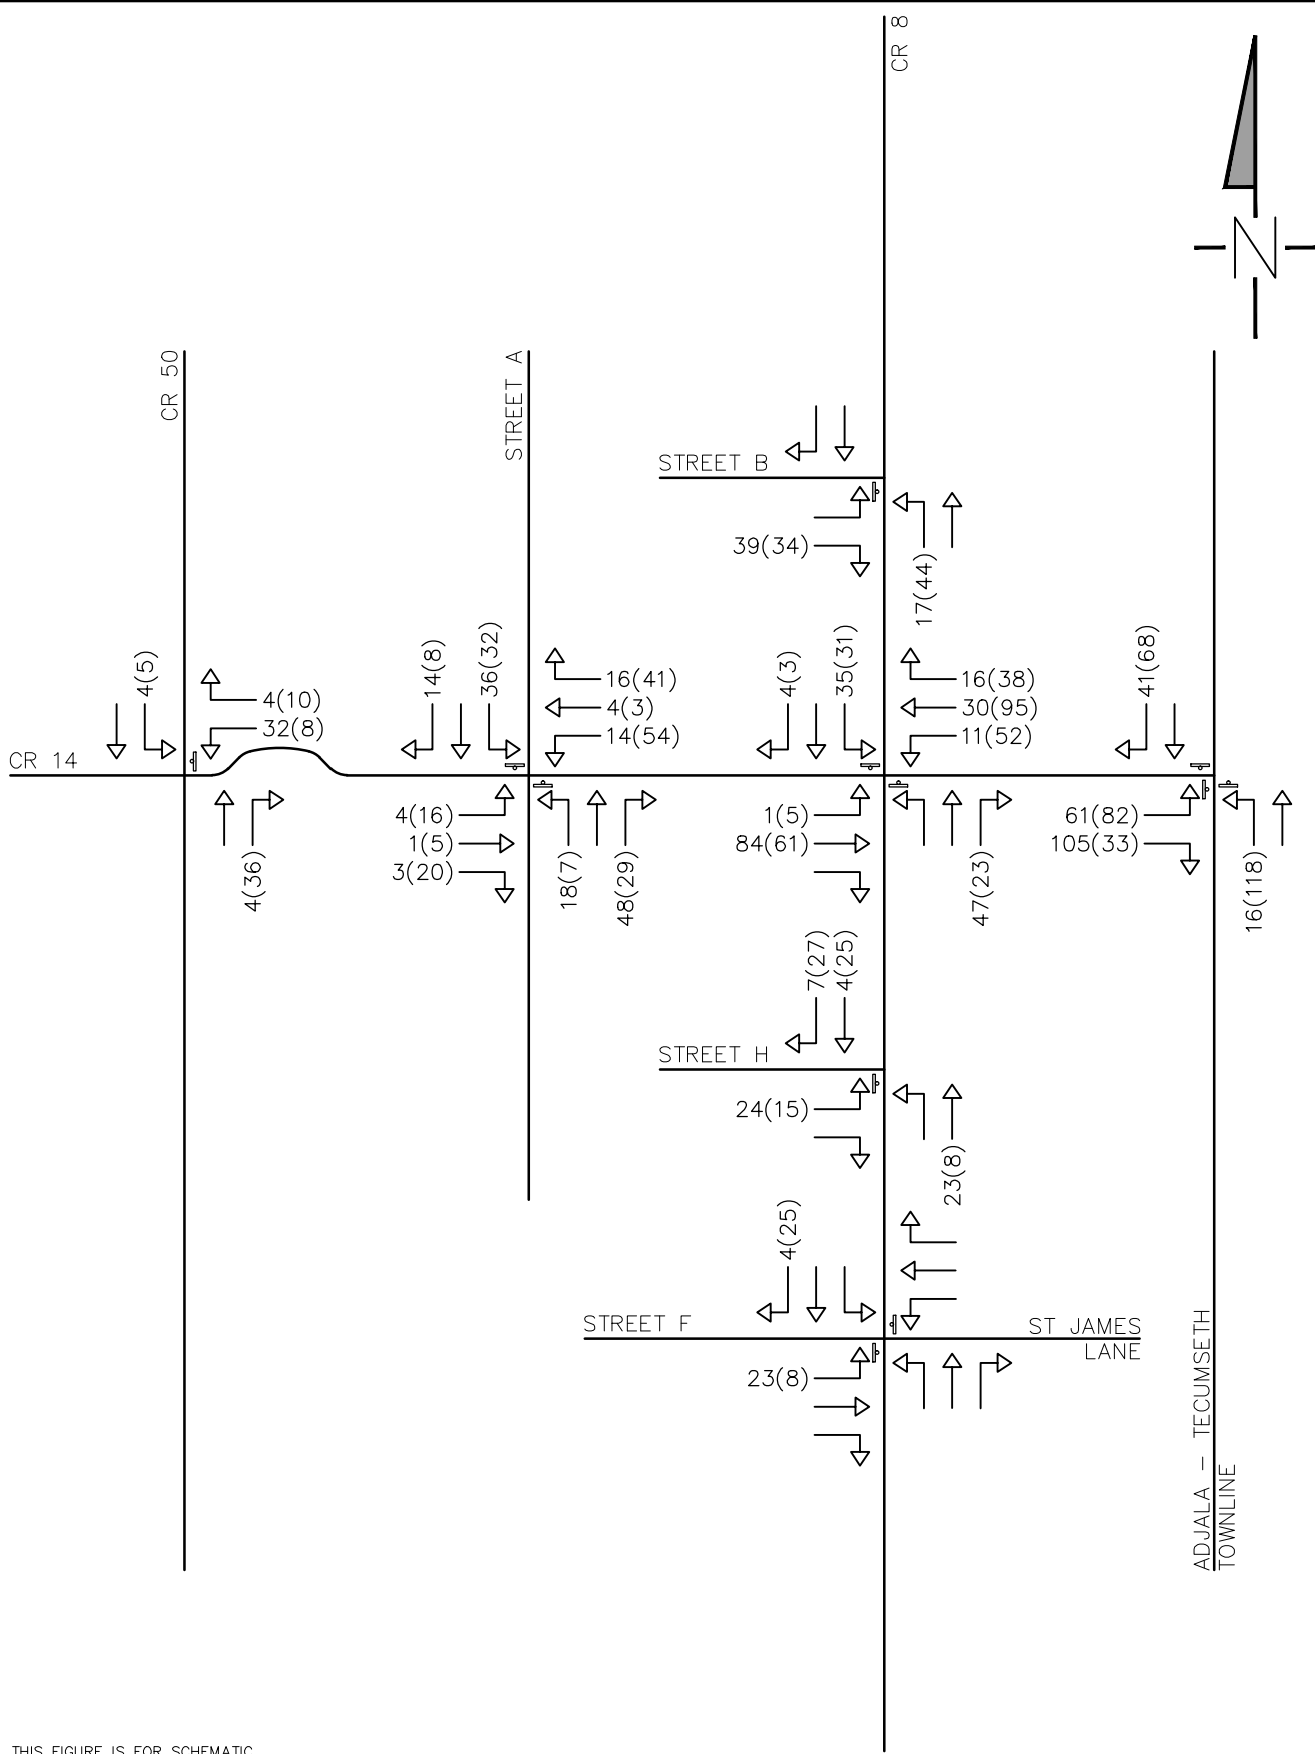 CR 8
N
CR 50
STREET A
STREET B
39(34)
17(44)
4(5)
4(10)
32(8)
14(8)
36(32)
16(41)
4(3)
14(54)
4(3)
35(31)
16(38)
30(95)
11(52)
41(68)
CR 14
4(36)
4(16)
1(5)
3(20)
18(7)
48(29)
1(5)
84(61)
47(23)
61(82)
105(33)
16(118)
7(27)
4(25)
STREET H
24(15)
23(8)
4(25)
STREET F
ST JAMES
LANE
23(8)
ADJALA - TECUMSETH
TOWNLINE
THIS FIGURE IS FOR SCHEMATIC